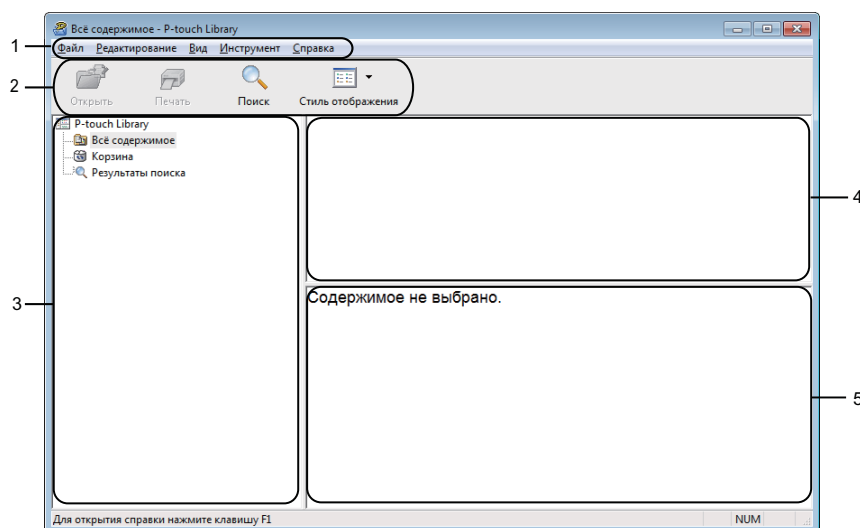 Всё содержимое - P-touch Library
1
Файл Редактирование Вид Инструмент Справка
2
Открыть Печать Поиск Стиль отображения
P-touch Library
Всё содержимое
Корзина
Результаты поиска
4
3
Содержимое не выбрано.
5
Для открытия справки нажмите клавишу F1 NUM